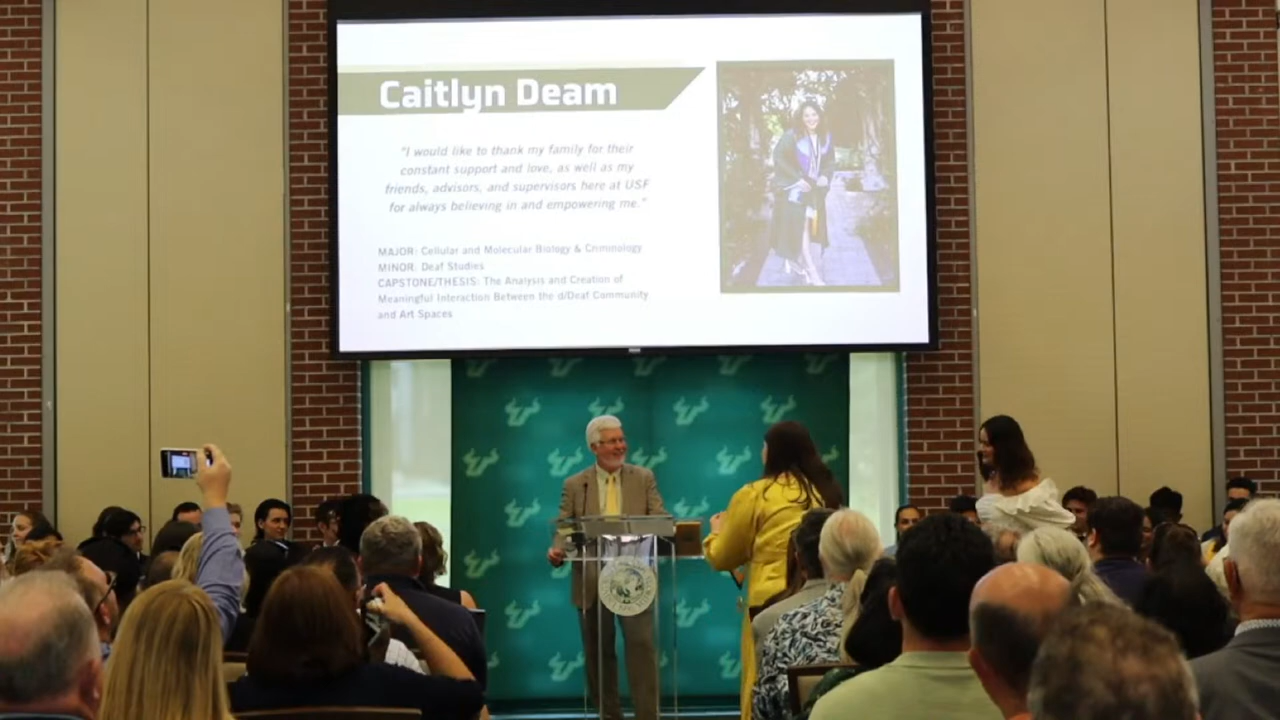 Caitlyn Deam
"I would like to thank my family for their
constant support and love, as well as my
friends, advisors, and supervisors here at USF
for always believing in and empowering me."
MAJOR: Cellular and Molecular Biology & Criminology
MINOR: Deaf Studies
CAPSTONE/THESIS: The Analysis and Creation of
Meaningful Interaction Between the d/Deaf Community
and Art Spaces